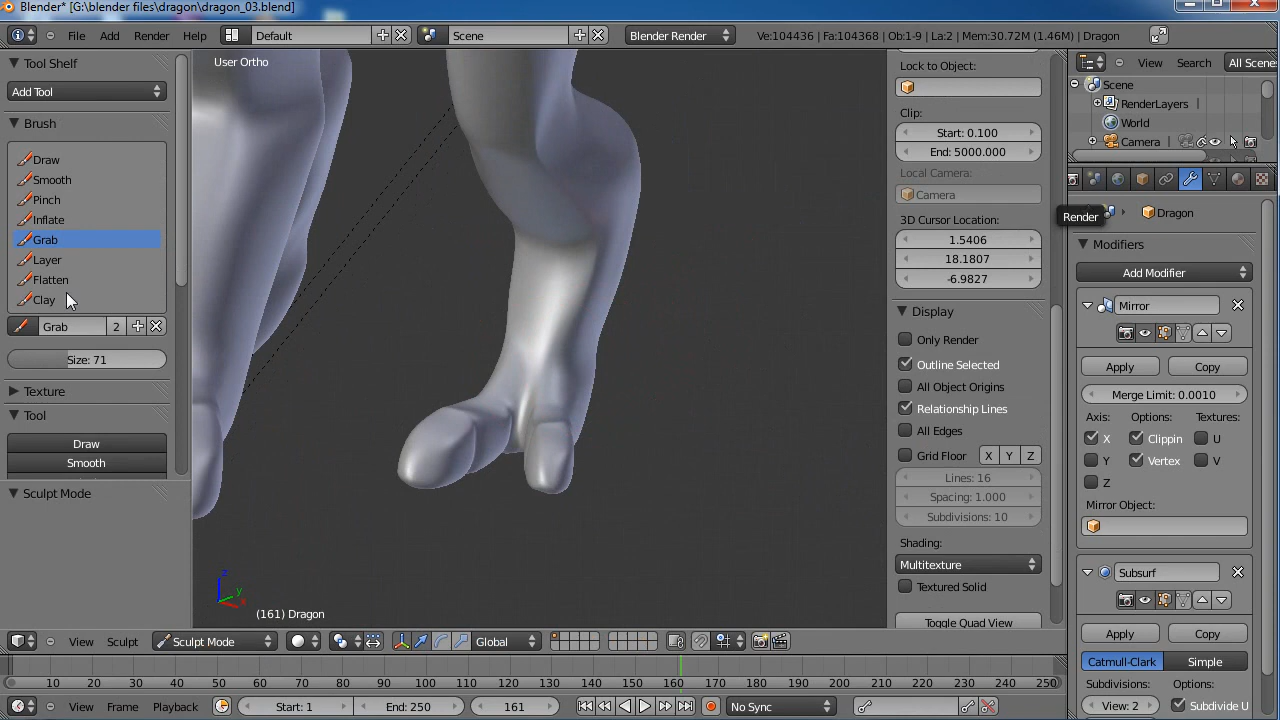 Blender* [G:\blender files\dragon\dragon_03.blend]
File Add Render Help Default Scene Blender Render Ve:104436 | Fa:104368 | Ob:1-9 | La:2 | Mem:30.72M (1.46M) | Dragon
Tool Shelf
Add Tool
Brush
Draw
Smooth
Pinch
Inflate
Grab
Layer
Flatten
Clay
Grab 2
Size: 71
Texture
Tool
Draw
Smooth
Sculpt Mode
User Ortho
z
y
x
(161) Dragon
Lock to Object:
Clip:
Start: 0.100
End: 5000.000
Local Camera:
Camera
3D Cursor Location:
1.5406
18.1807
-6.9827
Display
Only Render
Outline Selected
All Object Origins
Relationship Lines
All Edges
Grid Floor X Y Z
Lines: 16
Spacing: 1.000
Subdivisions: 10
Shading:
Multitexture
Textured Solid
Toggle Quad View
View Search All Scene
Scene
RenderLayers |
World
Camera
Render
Dragon
Modifiers
Add Modifier
Mirror
Apply Copy
Merge Limit: 0.0010
Axis: Options: Textures:
X Clippin U
Y Vertex V
Z
Mirror Object:
Subsurf
Apply Copy
Catmull-Clark Simple
Subdivisions: Options:
View: 2 Subdivide U
View Sculpt Sculpt Mode Global
0 10 20 30 40 50 60 70 80 90 100 110 120 130 140 150 160 170 180 190 200 210 220 230 240 250
View Frame Playback Start: 1 End: 250 161 No Sync